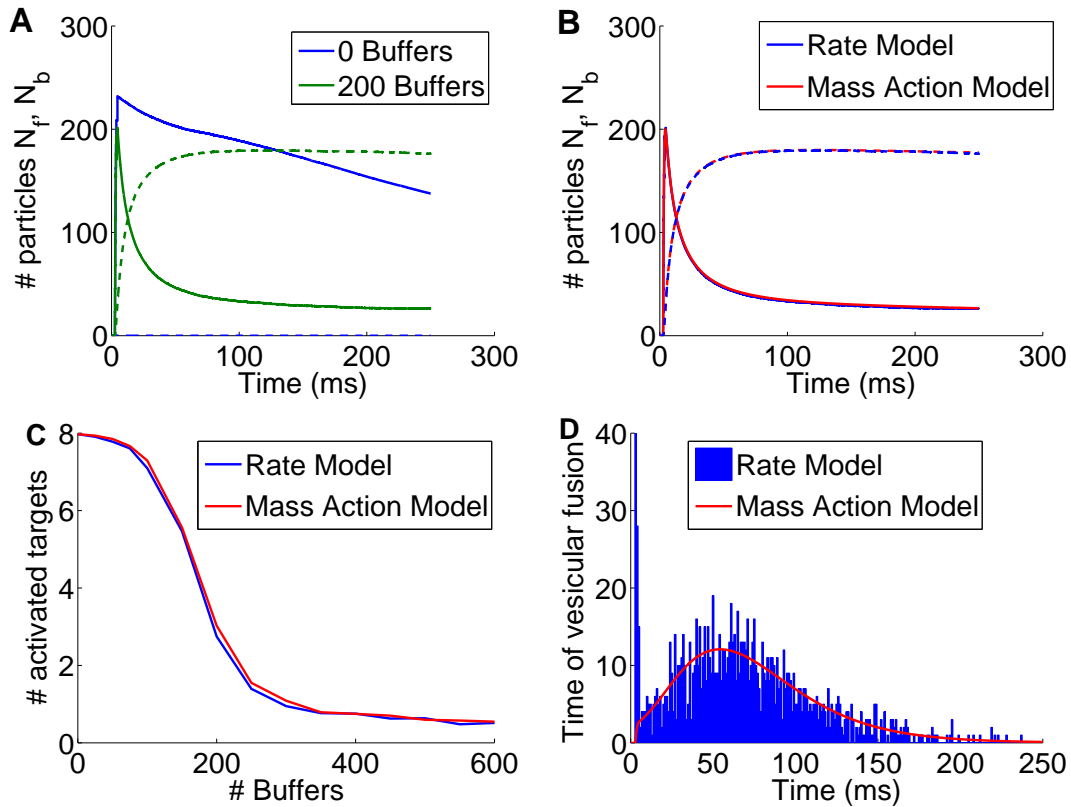 A
300
200
100
0
# particles N_f, N_b
0 Buffers
200 Buffers
0 100 200 300
Time (ms)
B
300
200
100
0
# particles N_f, N_b
Rate Model
Mass Action Model
0 100 200 300
Time (ms)
C
8
6
4
2
0
# activated targets
Rate Model
Mass Action Model
0 200 400 600
# Buffers
D
40
30
20
10
0
Time of vesicular fusion
Rate Model
Mass Action Model
0 50 100 150 200 250
Time (ms)